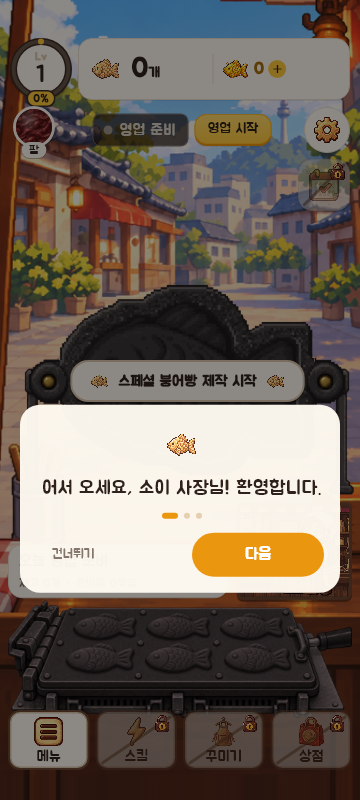 Lv
1
0%
0개
0 +
팥
영업 준비
영업 시작
스페셜 붕어빵 제작 시작
어서 오세요, 소이 사장님! 환영합니다.
건너뛰기
다음
메뉴
스킬
꾸미기
상점